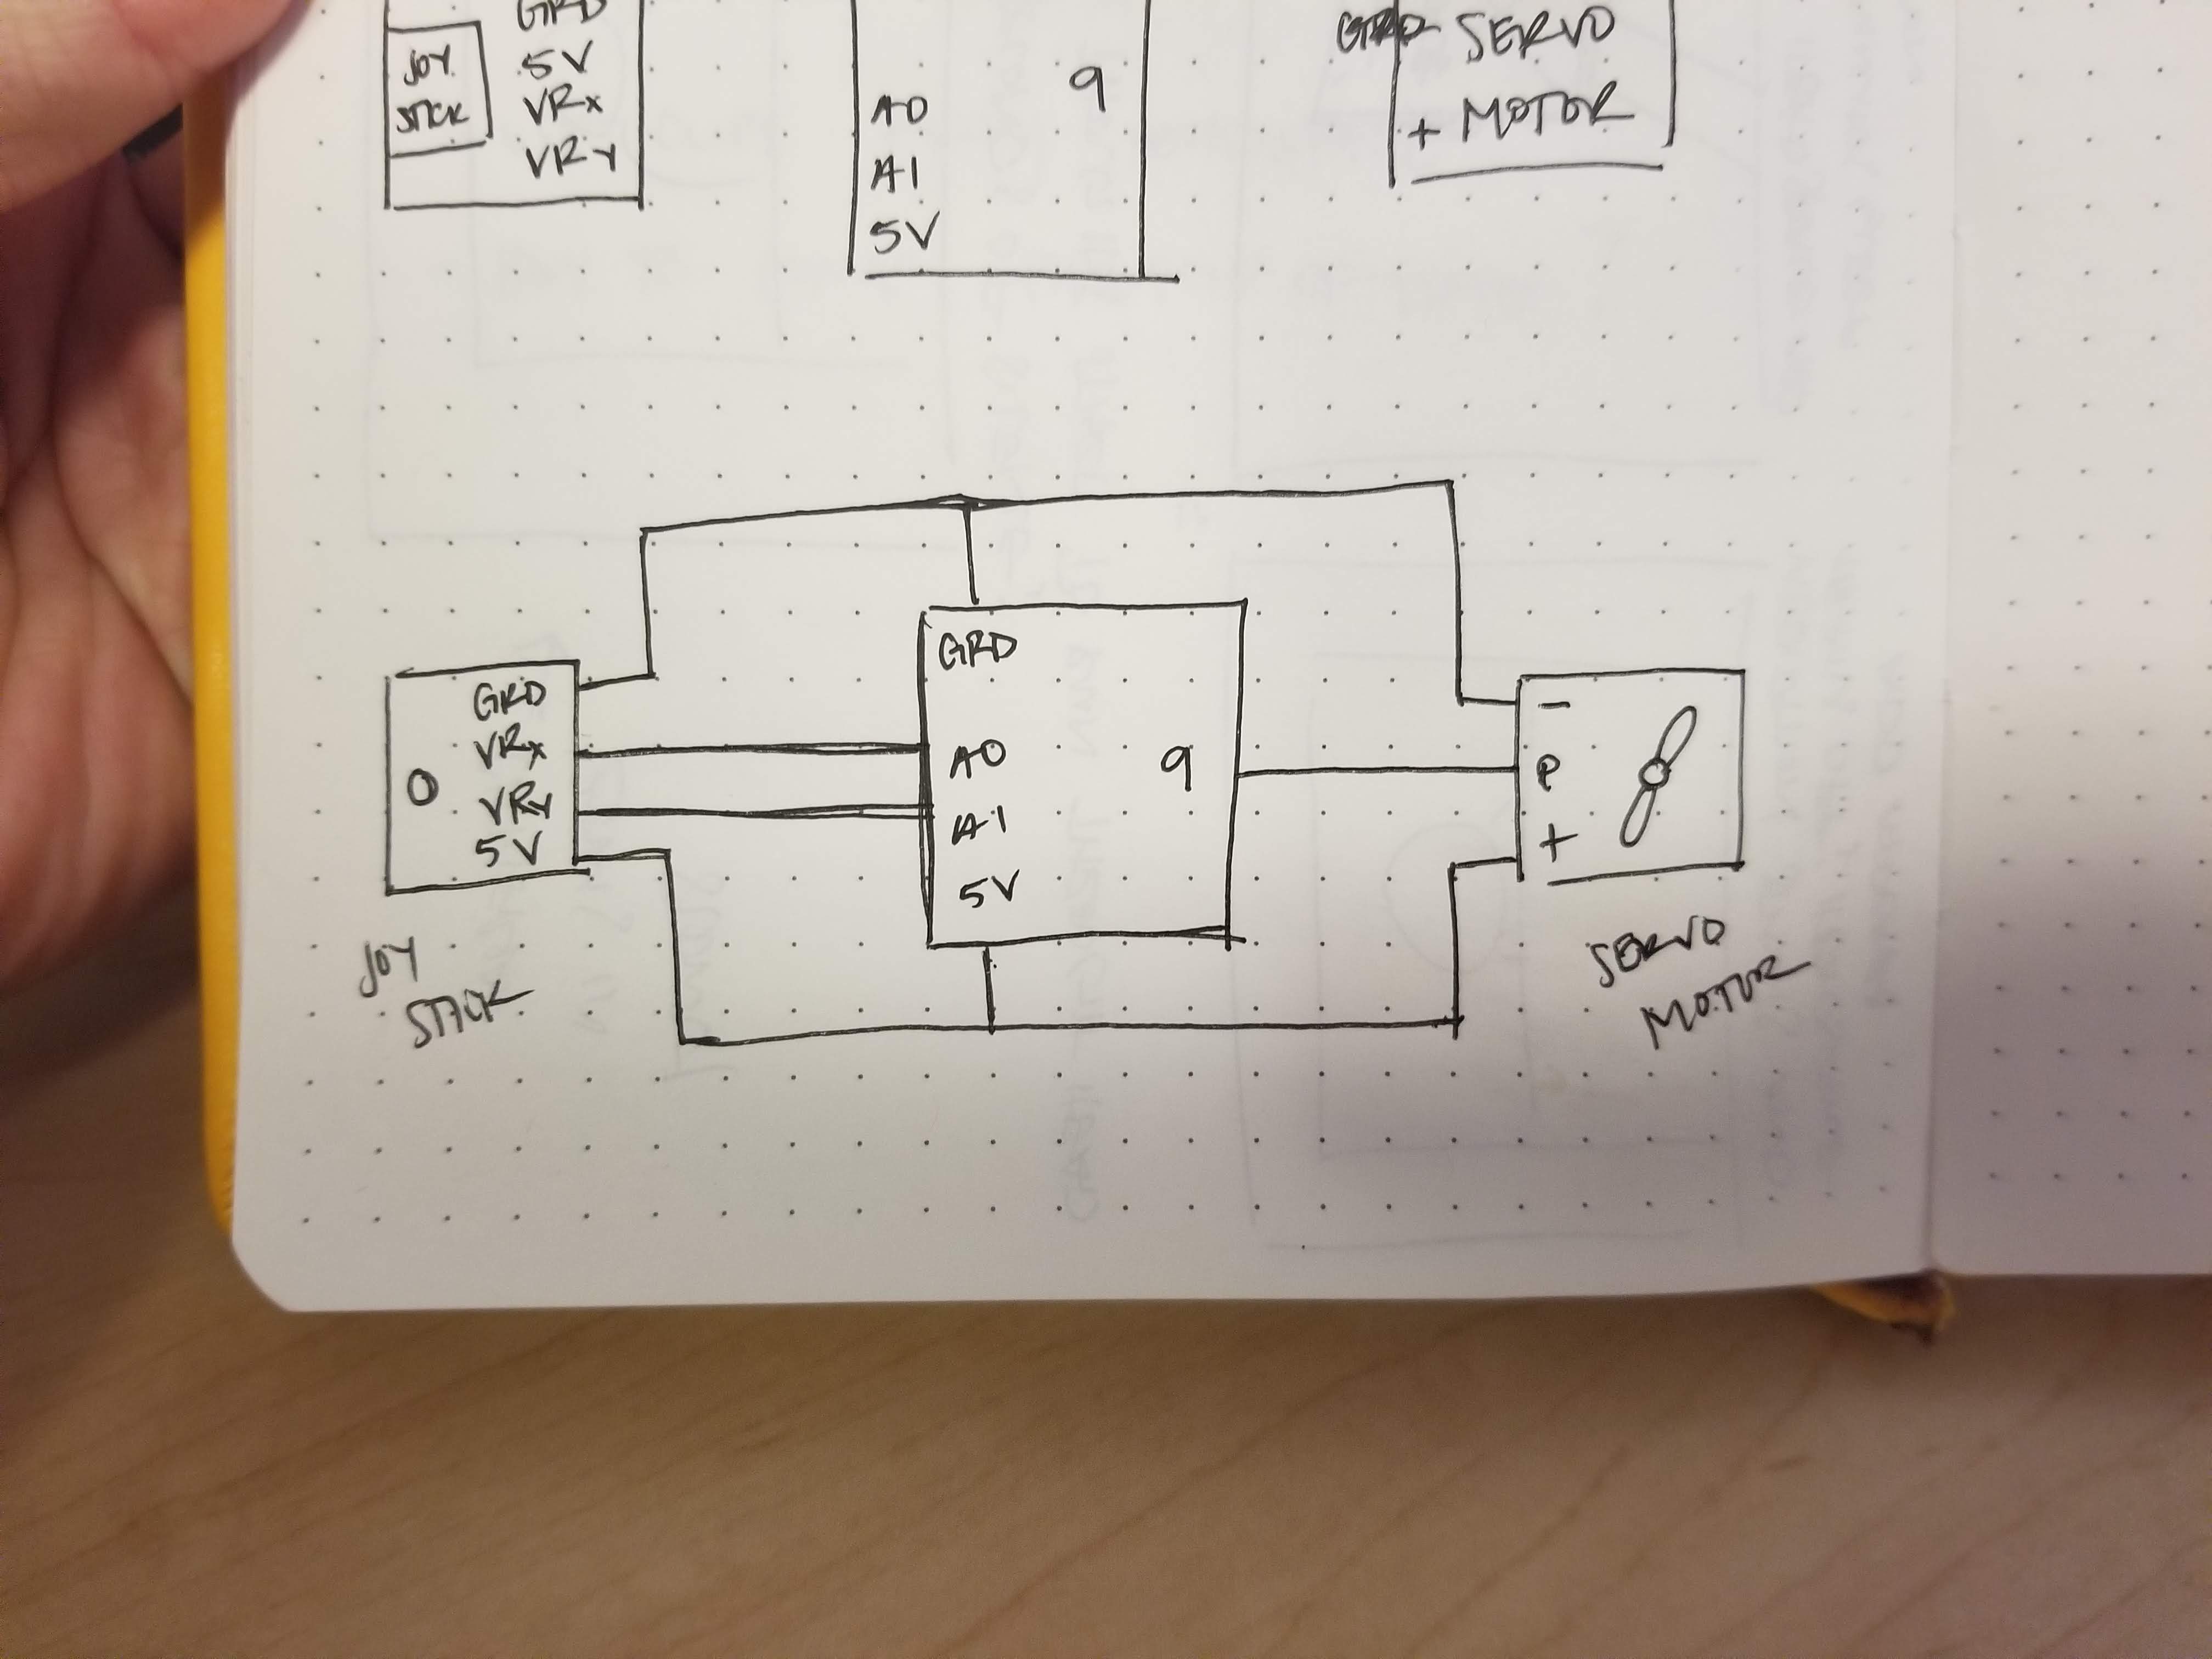 GRD
5V
VRx
VRY
JOY
STICK
A0
A1
5V
9
GRD
SERVO
+ MOTOR
GRD
VRx
VRY
5V
O
JOY
STICK
GRD
A0
A1
5V
9
-
P
+
SERVO
MOTOR